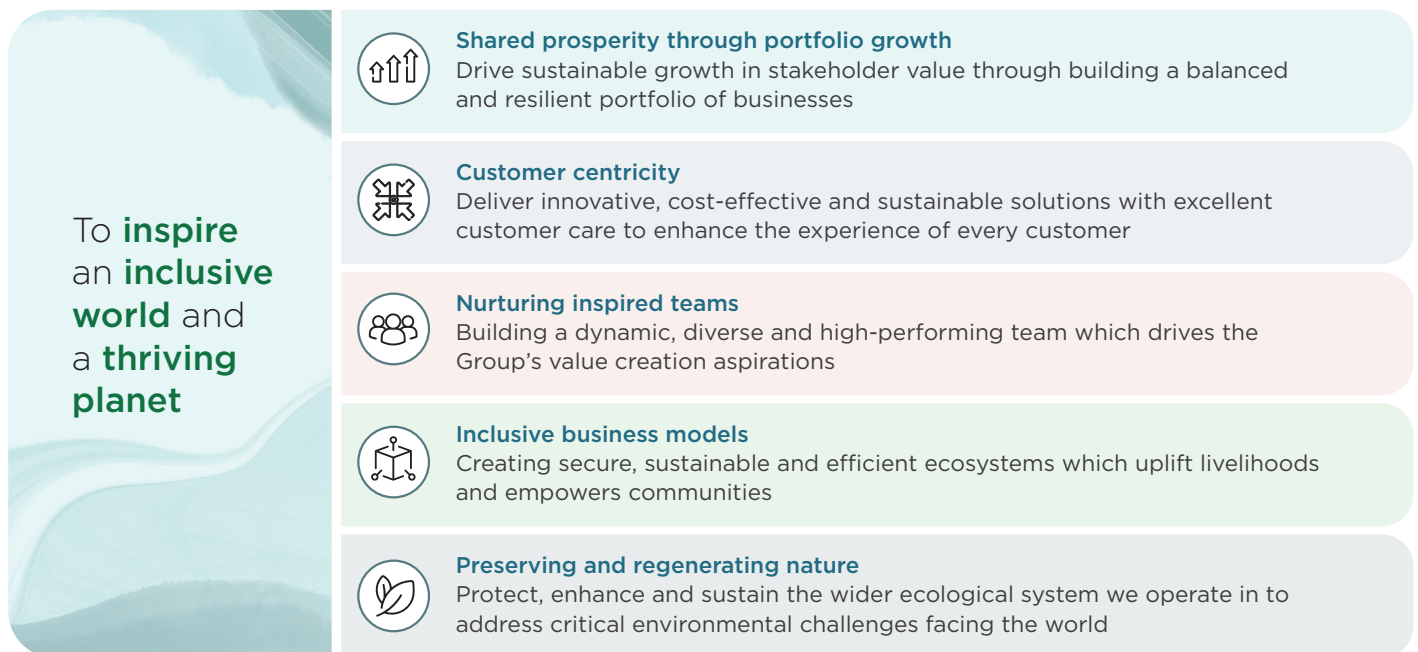 To inspire
an inclusive
world and
a thriving
planet
Shared prosperity through portfolio growth
Drive sustainable growth in stakeholder value through building a balanced
and resilient portfolio of businesses
Customer centricity
Deliver innovative, cost-effective and sustainable solutions with excellent
customer care to enhance the experience of every customer
Nurturing inspired teams
Building a dynamic, diverse and high-performing team which drives the
Group’s value creation aspirations
Inclusive business models
Creating secure, sustainable and efficient ecosystems which uplift livelihoods
and empowers communities
Preserving and regenerating nature
Protect, enhance and sustain the wider ecological system we operate in to
address critical environmental challenges facing the world